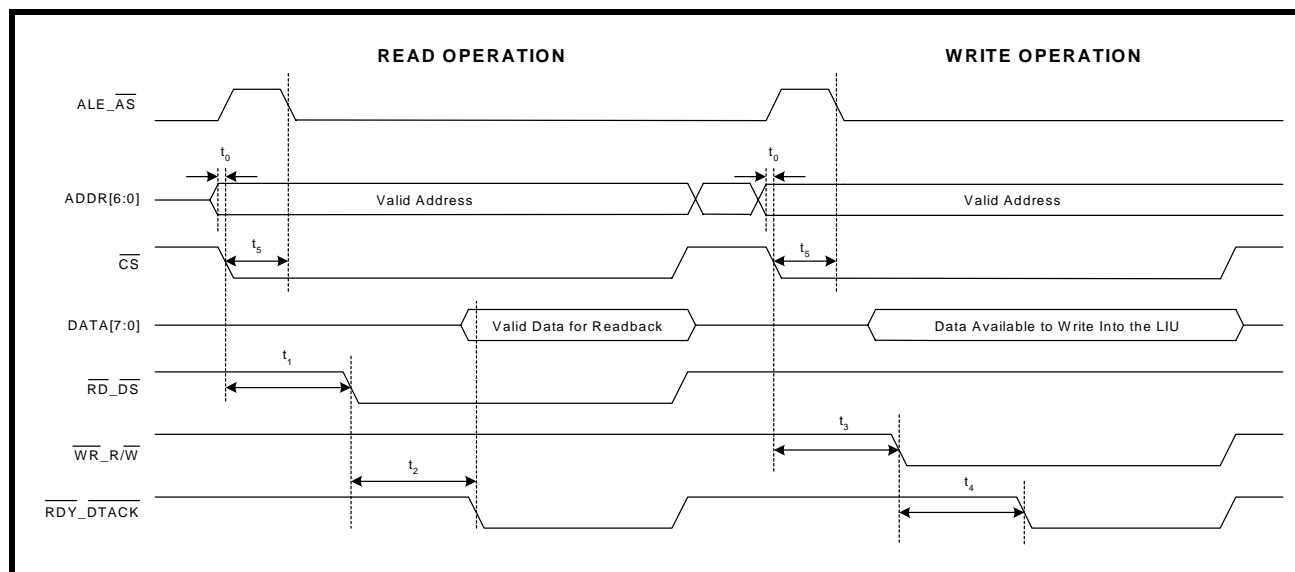 READ OPERATION WRITE OPERATION
ALE_AS
t0 t0
ADDR[6:0] Valid Address Valid Address
t5 t5
CS
DATA[7:0] Valid Data for Readback Data Available to Write Into the LIU
t1
RD_DS
t3
WR_R/W
t2 t4
RDY_DTACK